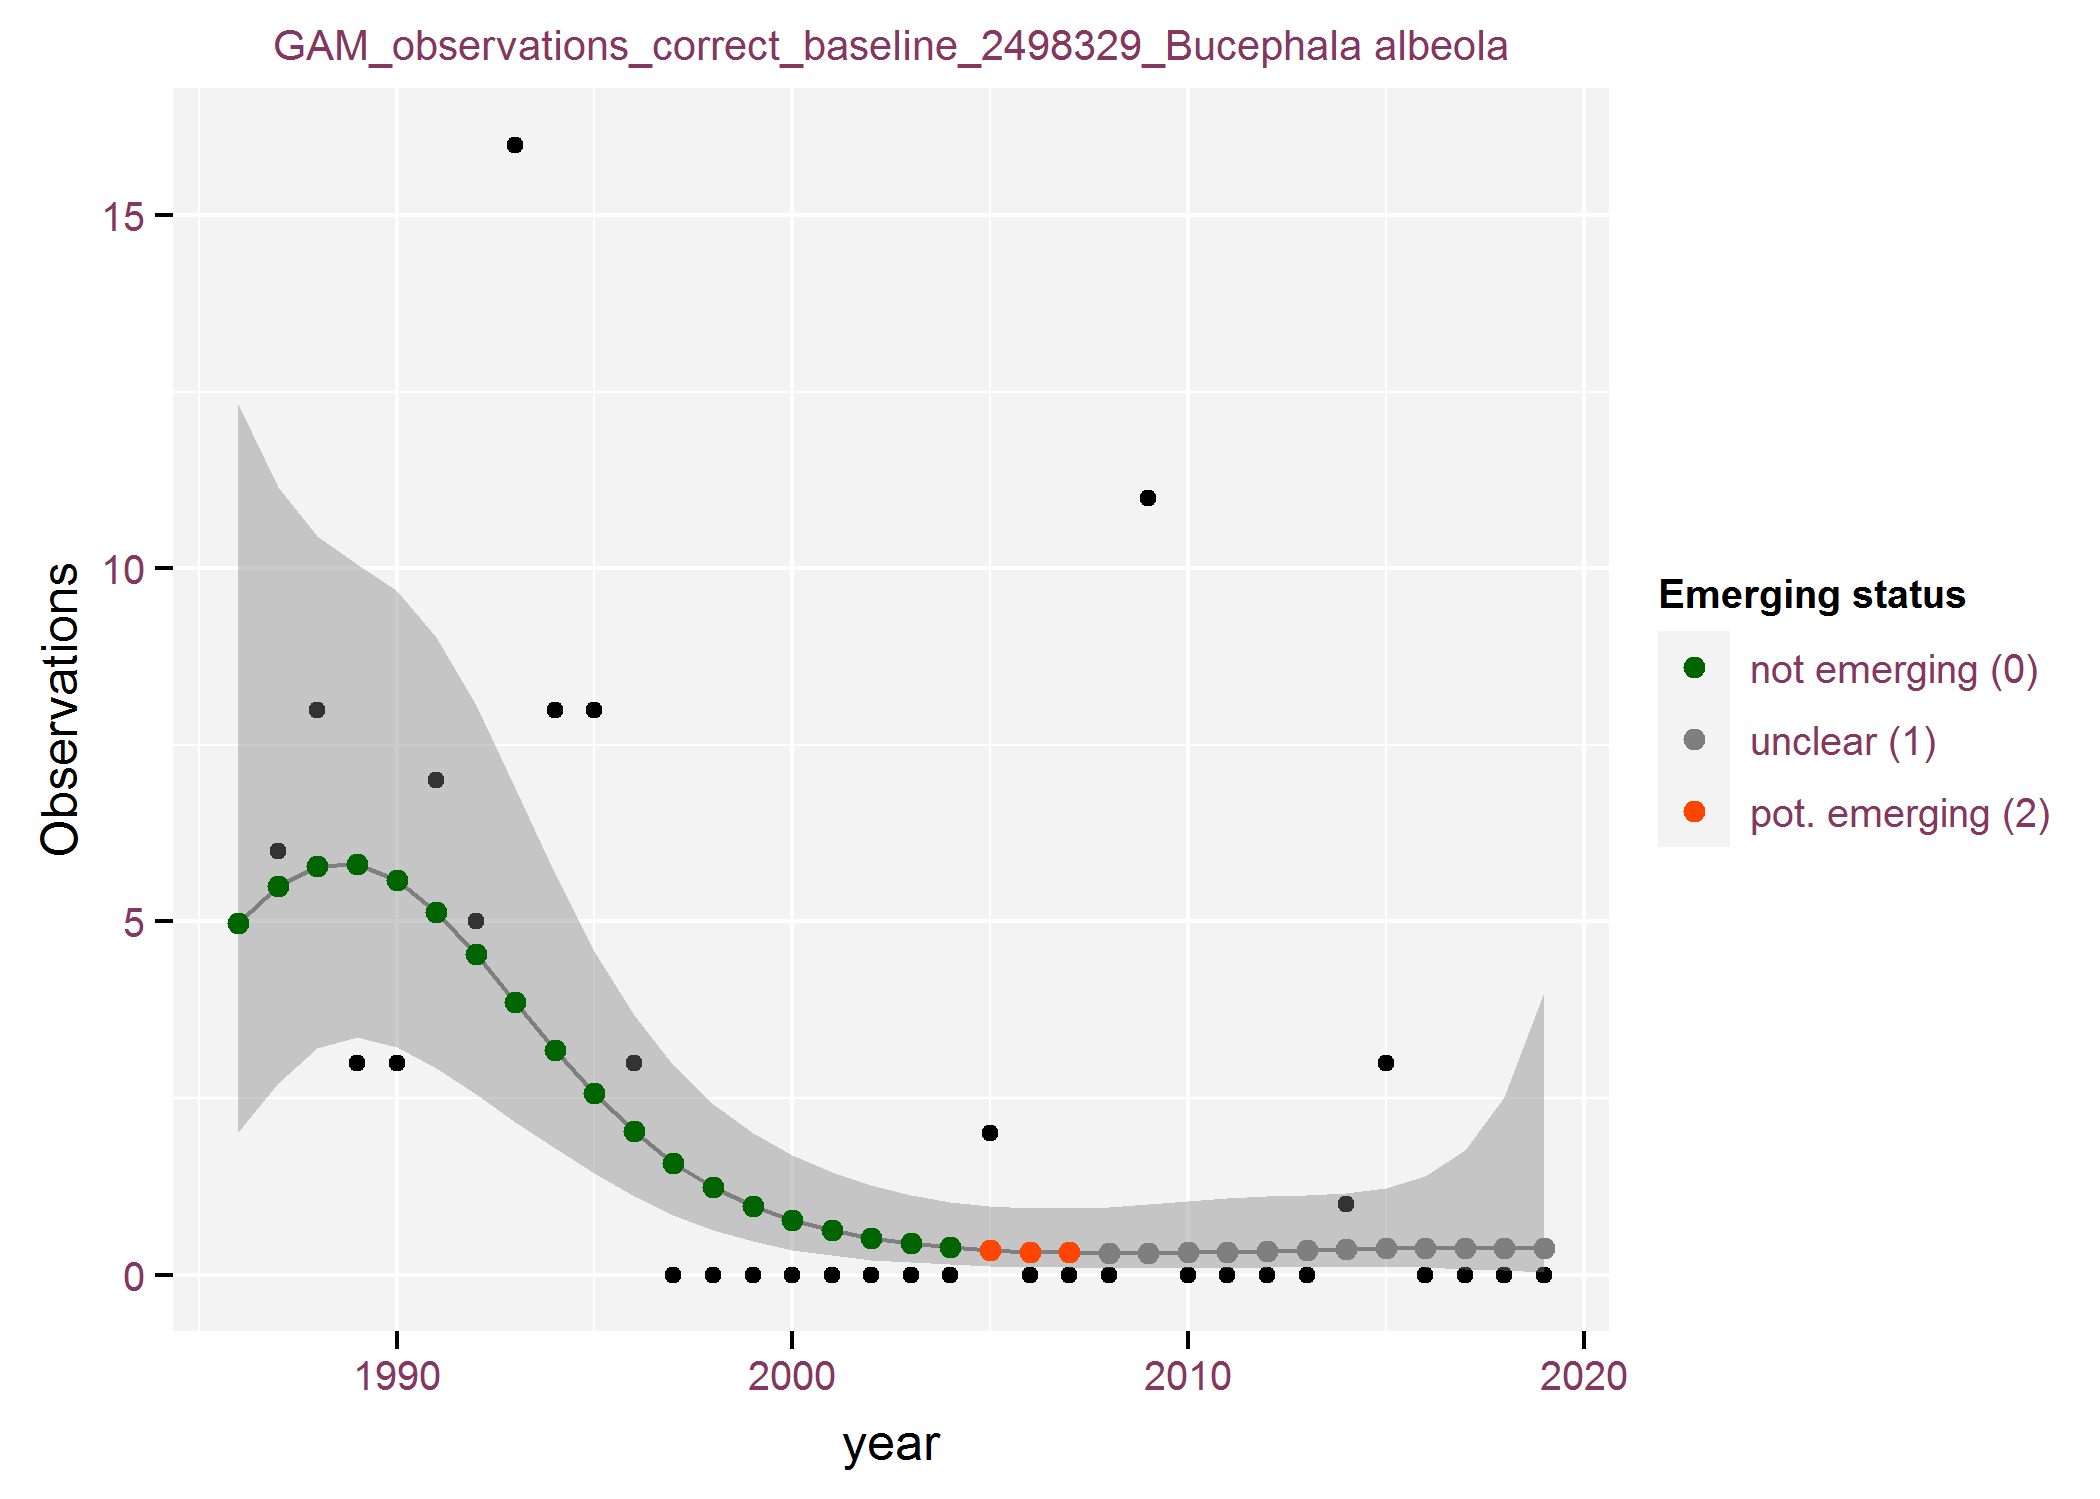 GAM_observations_correct_baseline_2498329_Bucephala albeola
15
10
5
0
Observations
1990
2000
2010
2020
year
Emerging status
not emerging (0)
unclear (1)
pot. emerging (2)